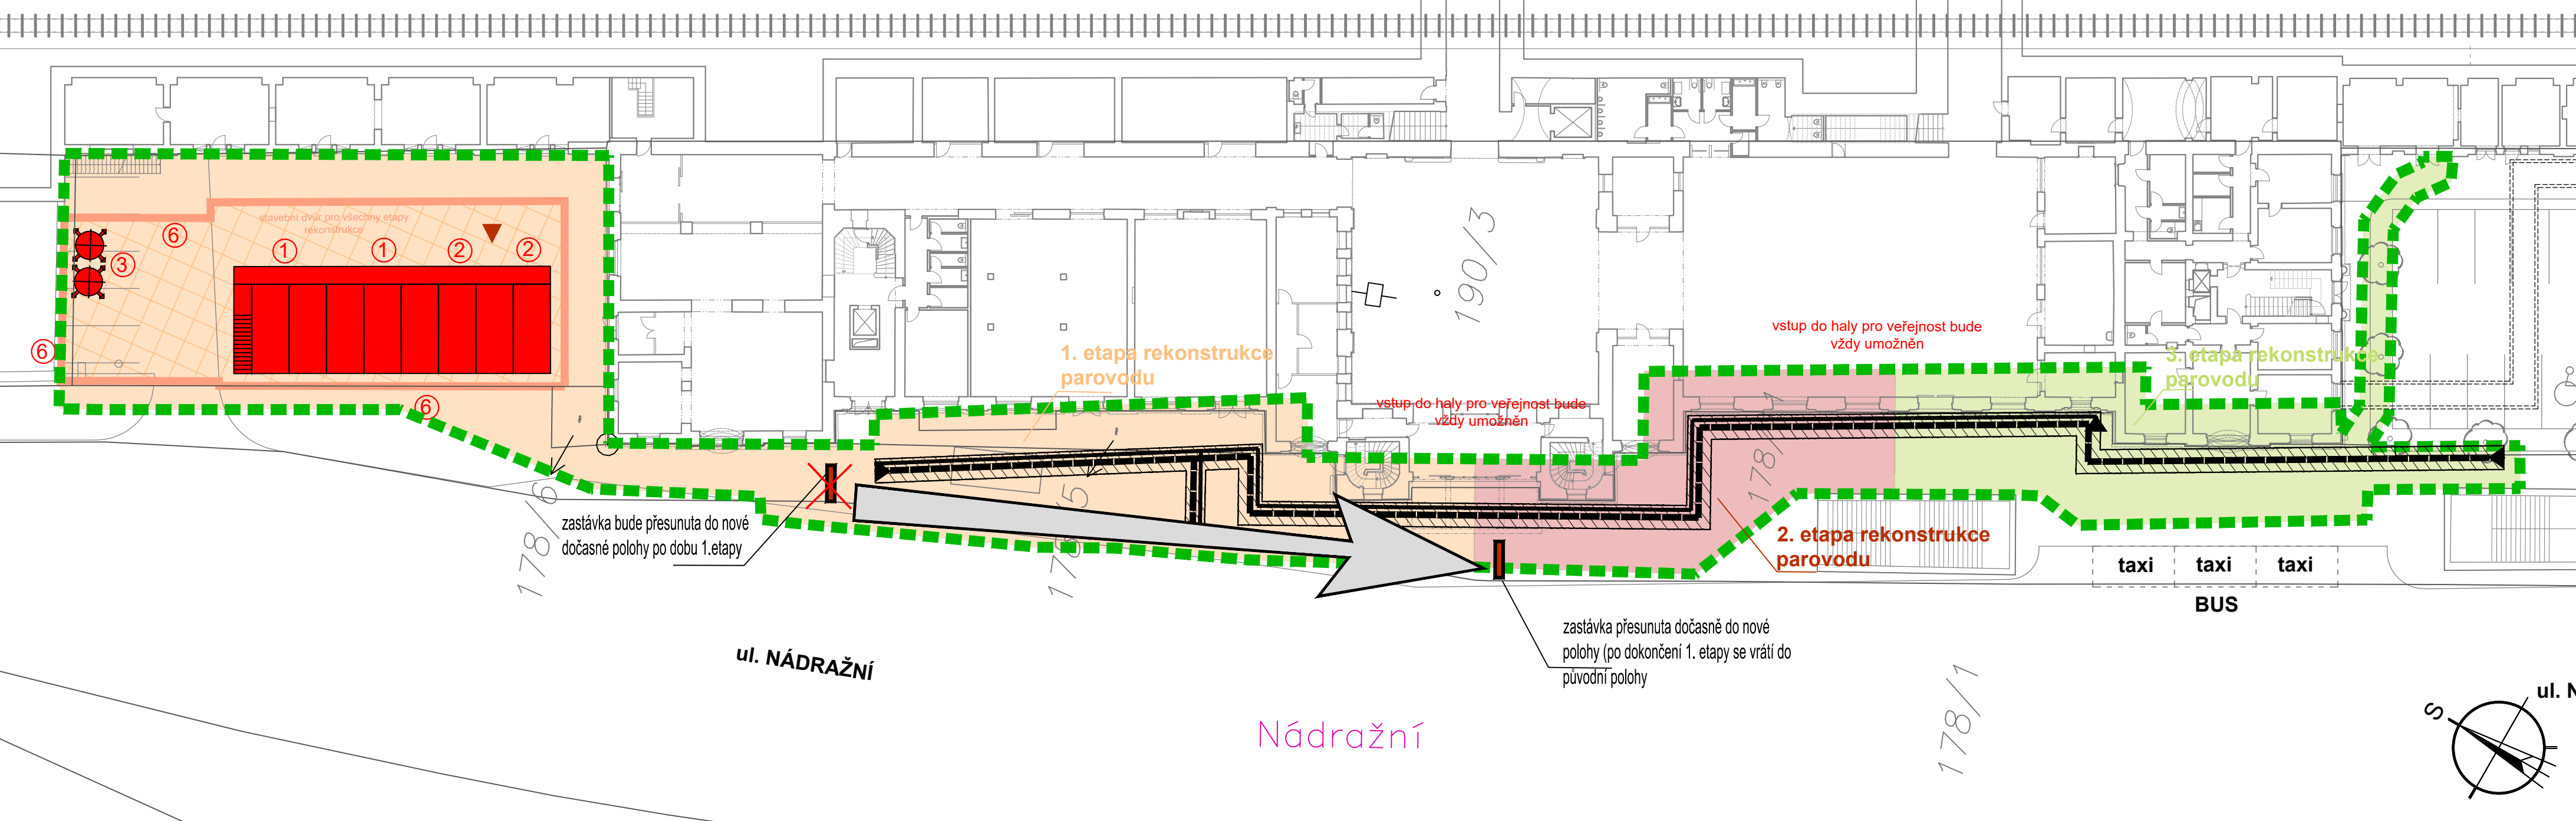 stavební dvůr pro všechny etapy
rekonstrukce
6
1
1
2
2
3
6
6
1. etapa rekonstrukce
parovodu
190/3
vstup do haly pro veřejnost bude
vždy umožněn
vstup do haly pro veřejnost bude
vždy umožněn
3. etapa rekonstrukce
parovodu
178/6
zastávka bude přesunuta do nové
dočasné polohy po dobu 1.etapy
2. etapa rekonstrukce
parovodu
taxi
taxi
taxi
BUS
zastávka přesunuta dočasně do nové
polohy (po dokončení 1. etapy se vrátí do
původní polohy
ul. NÁDRAŽNÍ
Nádražní
178/1
S
ul. N